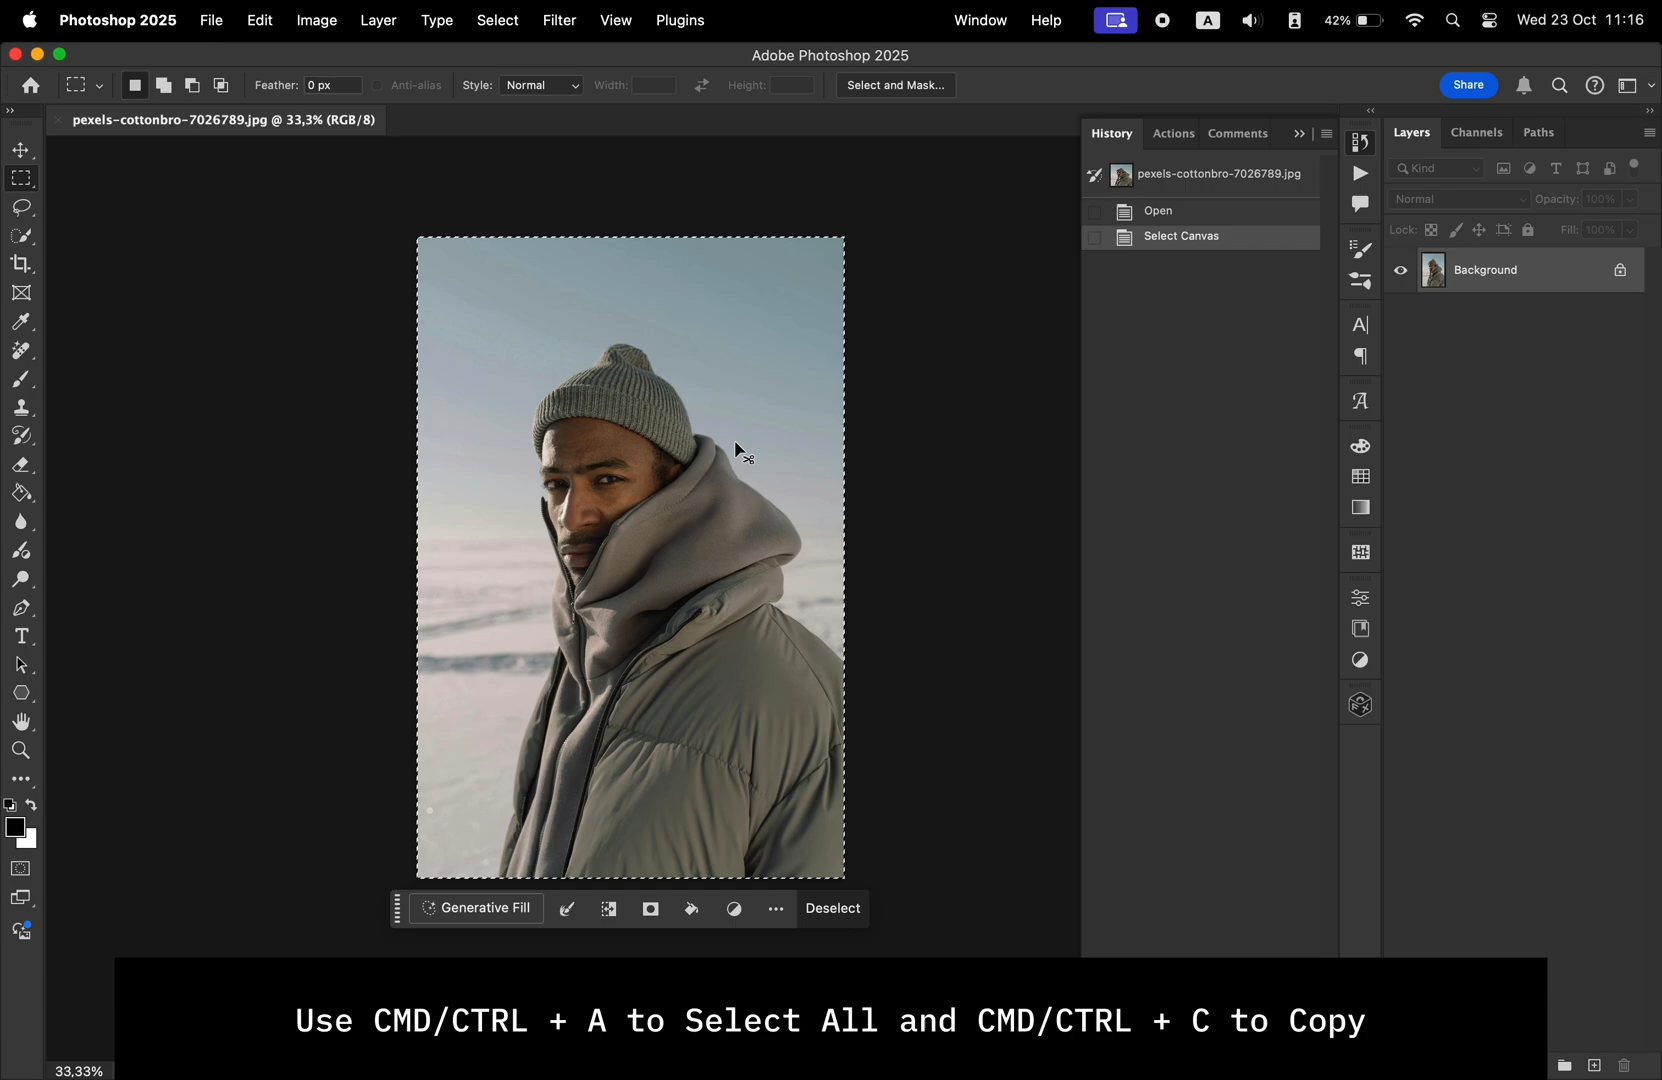 Photoshop 2025 File Edit Image Layer Type Select Filter View Plugins Window Help A 42% Wed 23 Oct 11:16
Adobe Photoshop 2025
Feather: 0 px Anti-alias Style: Normal Width: Height: Select and Mask... Share
pexels-cottonbro-7026789.jpg @ 33,3% (RGB/8)
History Actions Comments
Layers Channels Paths
pexels-cottonbro-7026789.jpg
Kind
Open
Normal Opacity: 100%
Select Canvas
Lock: Fill: 100%
Background
Generative Fill Deselect
Use CMD/CTRL + A to Select All and CMD/CTRL + C to Copy
33,33%